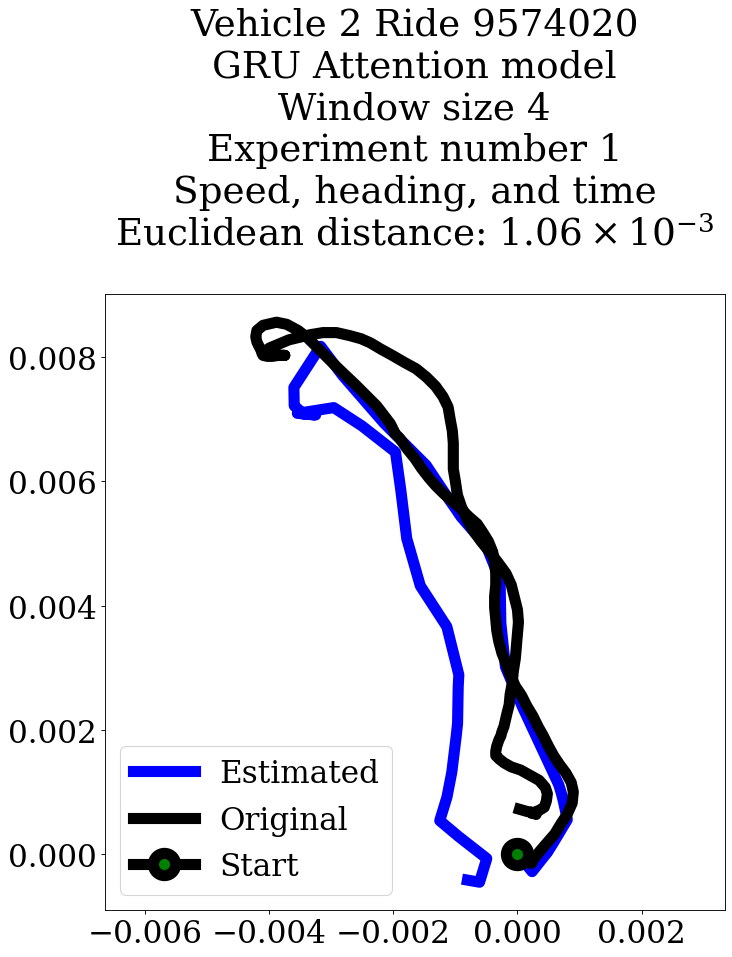 Vehicle 2 Ride 9574020
GRU Attention model
Window size 4
Experiment number 1
Speed, heading, and time
Euclidean distance: 1.06 × 10⁻³
0.008
0.006
0.004
0.002
0.000
Estimated
Original
Start
−0.006 −0.004 −0.002 0.000 0.002